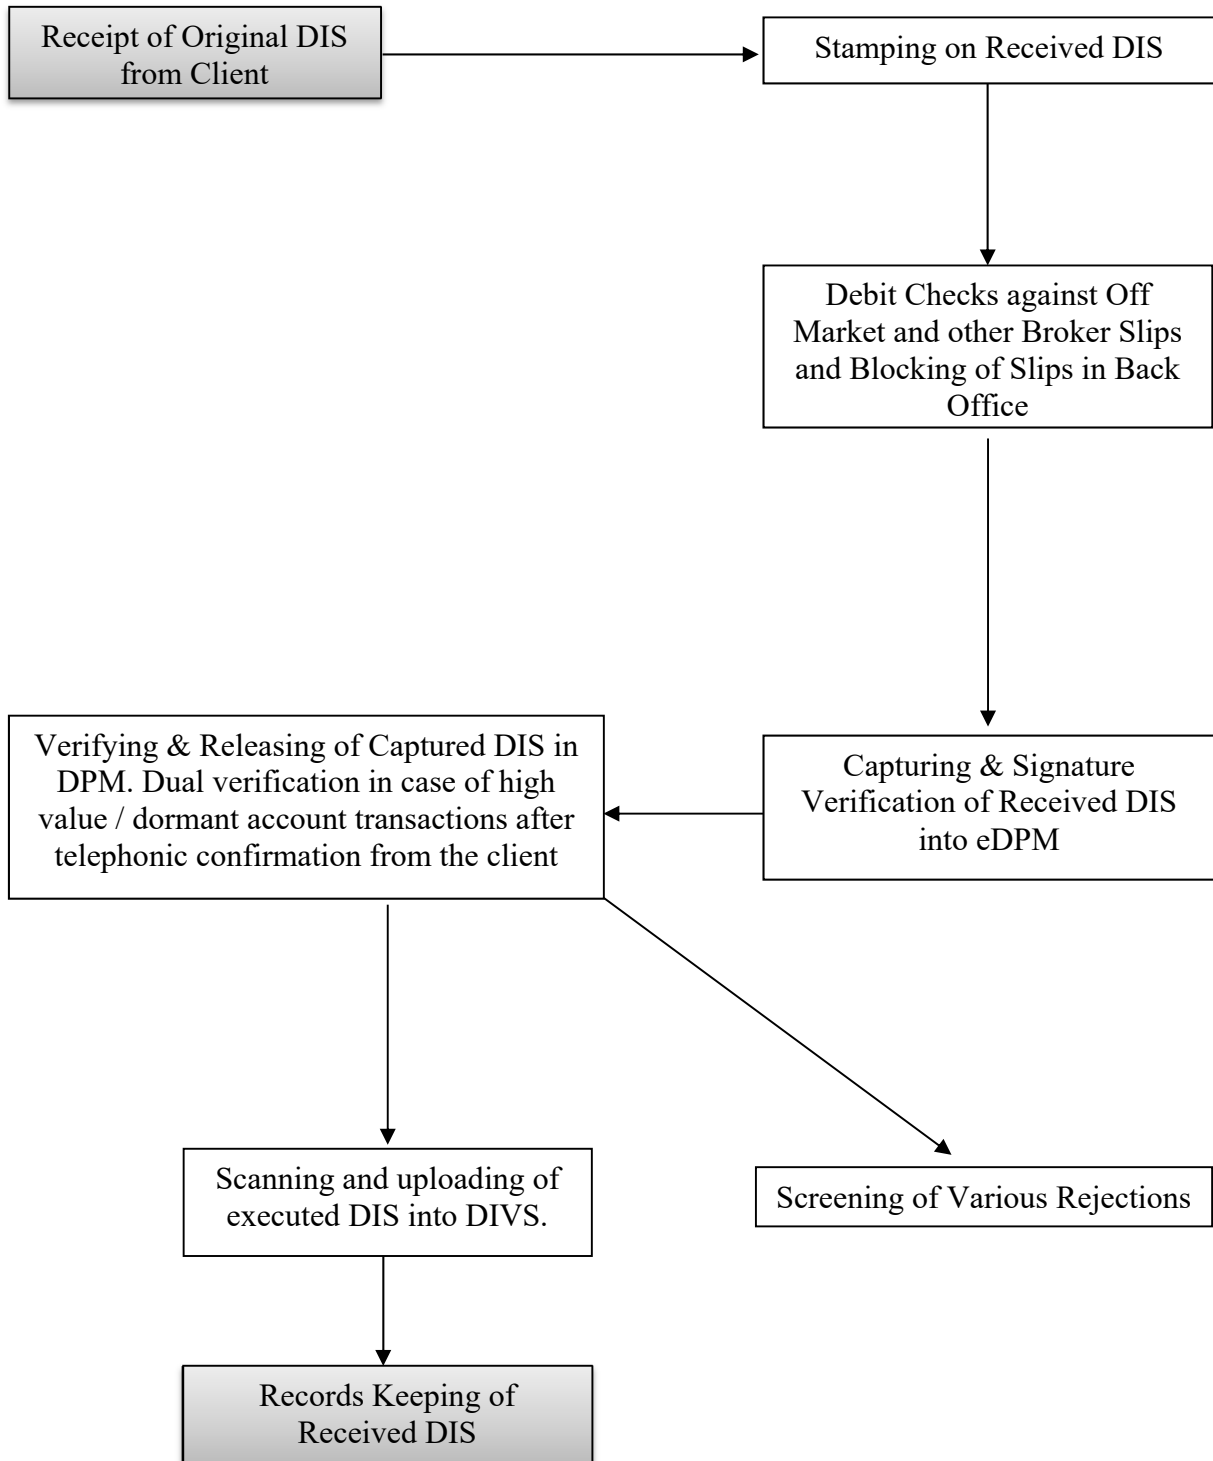 Receipt of Original DIS
from Client
Stamping on Received DIS
Debit Checks against Off
Market and other Broker Slips
and Blocking of Slips in Back
Office
Verifying & Releasing of Captured DIS in
DPM. Dual verification in case of high
value / dormant account transactions after
telephonic confirmation from the client
Capturing & Signature
Verification of Received DIS
into eDPM
Scanning and uploading of
executed DIS into DIVS.
Screening of Various Rejections
Records Keeping of
Received DIS